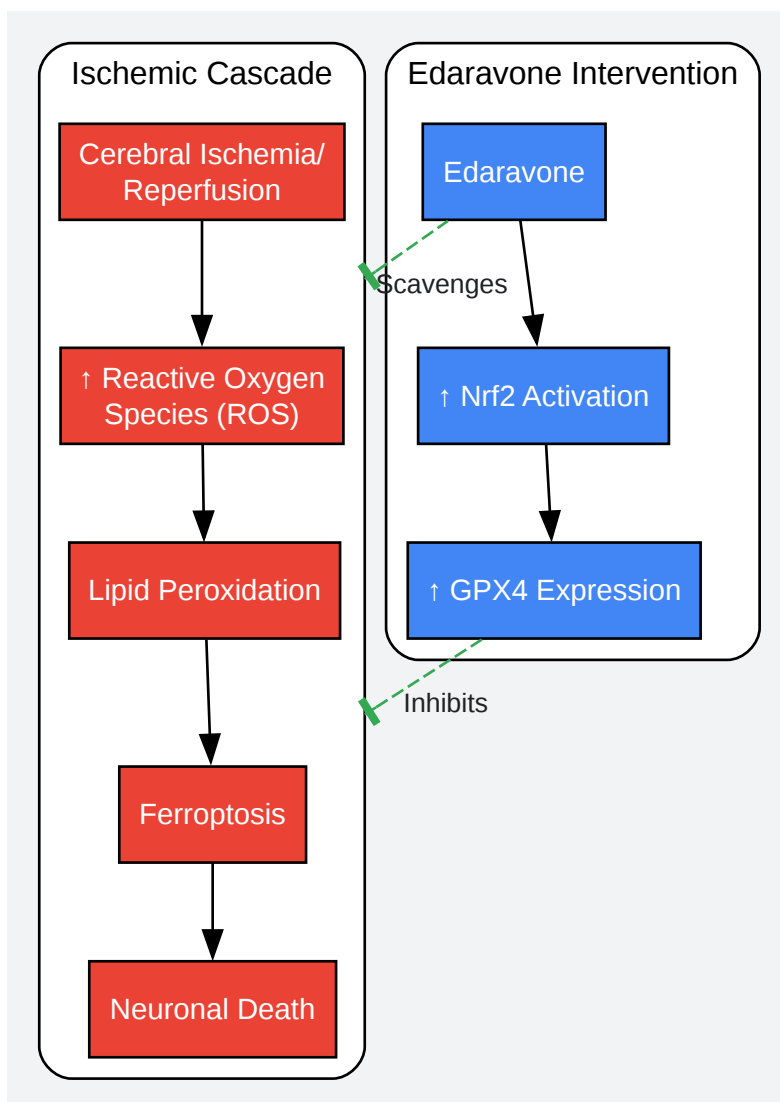 Ischemic Cascade
Cerebral Ischemia/
Reperfusion
↑ Reactive Oxygen
Species (ROS)
Lipid Peroxidation
Ferroptosis
Neuronal Death
Edaravone Intervention
Edaravone
Scavenges
↑ Nrf2 Activation
↑ GPX4 Expression
Inhibits